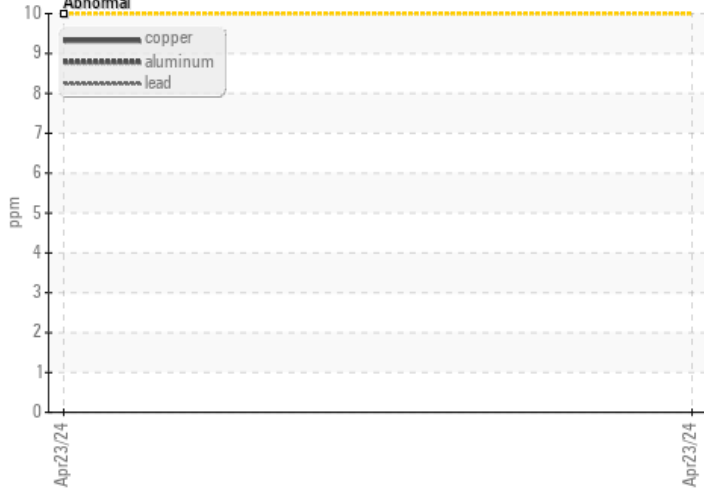 Abnormal
10
copper
9
aluminum
lead
8
7
6
ppm
5
4
3
2
1
0
Apr23/24
Apr23/24